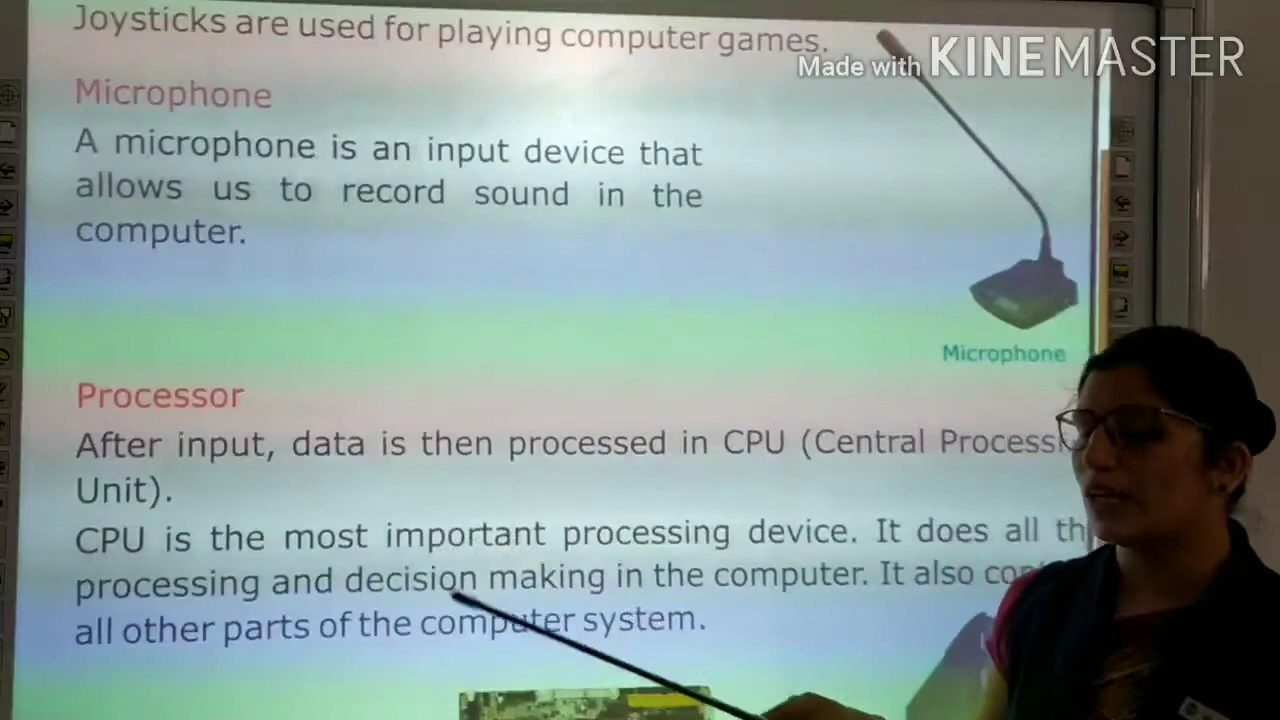 Joysticks are used for playing computer games.
Made with KINEMASTER
Microphone
A microphone is an input device that
allows us to record sound in the
computer.
Microphone
Processor
After input, data is then processed in CPU (Central
Unit).
CPU is the most important processing device. It does all
processing and decision making in the computer. It also
all other parts of the computer system.